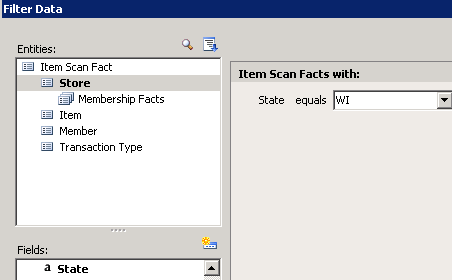 Filter Data
Entities:
Item Scan Fact
Store
Membership Facts
Item
Member
Transaction Type
Item Scan Facts with:
State equals WI
Fields:
a State